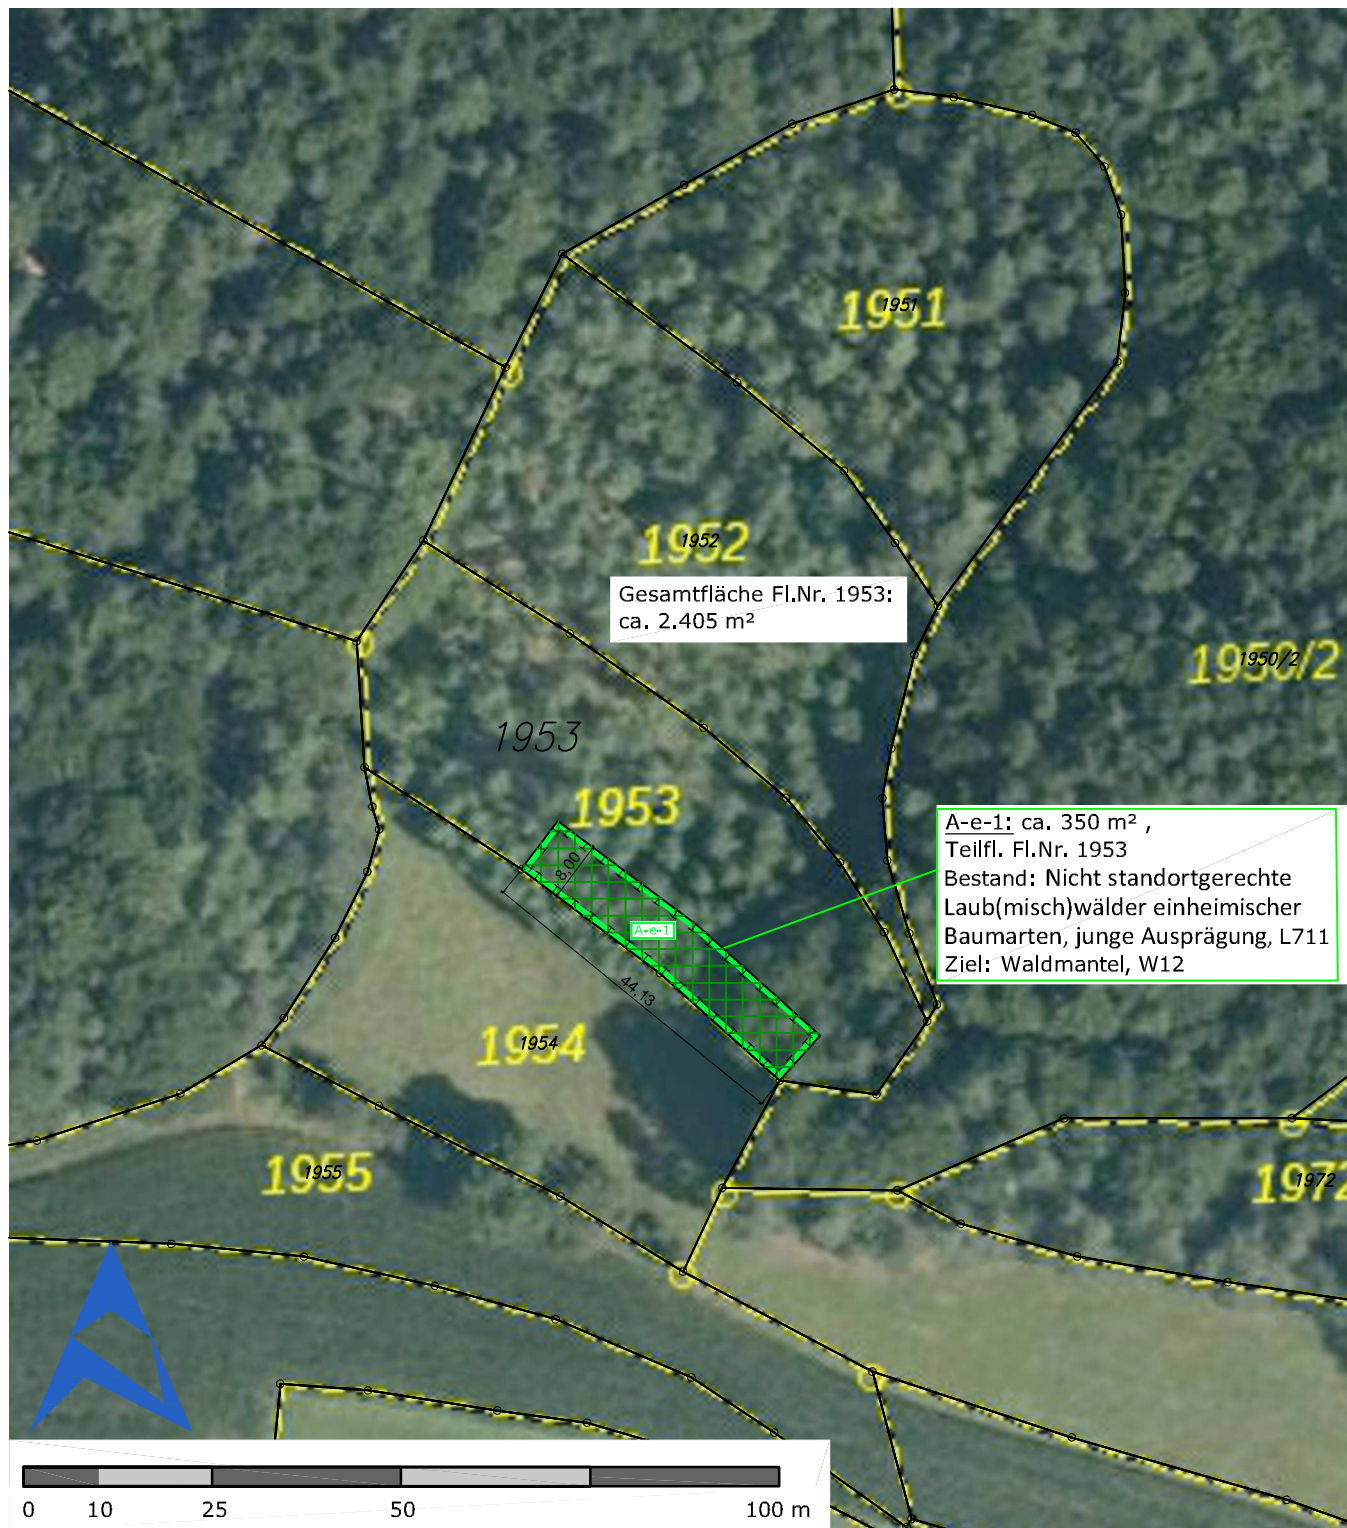 1951
1951
1952
1952
Gesamtfläche Fl.Nr. 1953:
ca. 2.405 m²
1950/2
1950/2
1953
1953
A-e-1: ca. 350 m² ,
Teilfl. Fl.Nr. 1953
Bestand: Nicht standortgerechte
Laub(misch)wälder einheimischer
Baumarten, junge Ausprägung, L711
Ziel: Waldmantel, W12
8,00
A-e-1
44,13
1954
1954
1955
1955
1972
1972
0 10 25 50 100 m